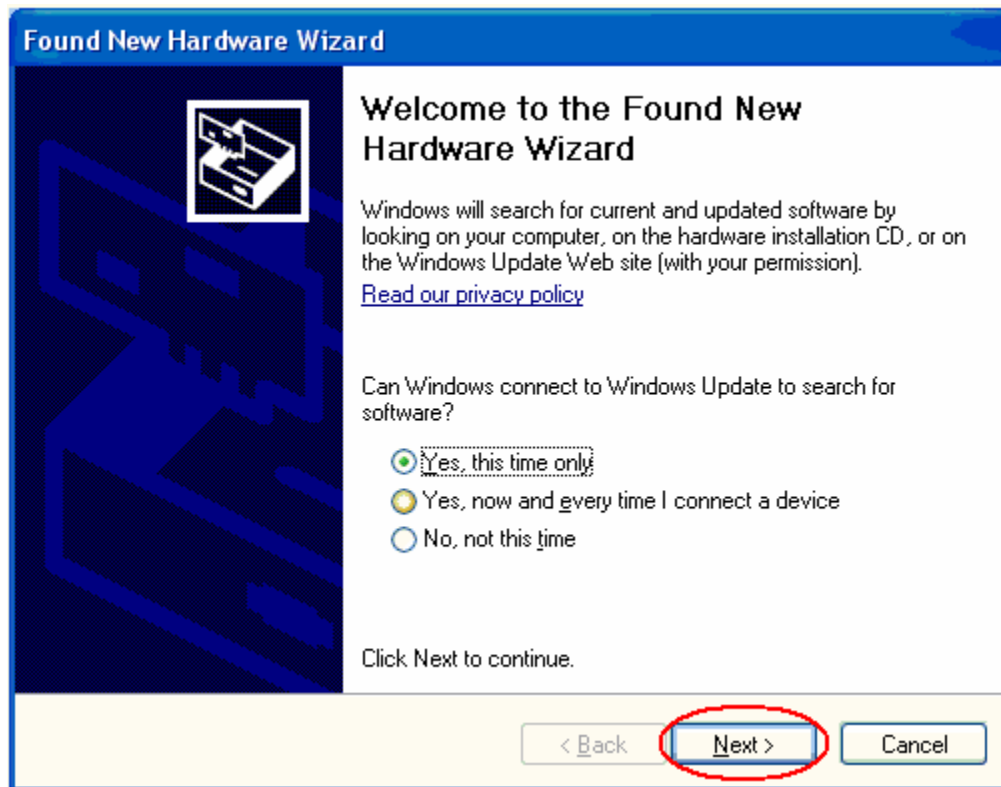 Found New Hardware Wizard
Welcome to the Found New
Hardware Wizard
Windows will search for current and updated software by
looking on your computer, on the hardware installation CD, or on
the Windows Update Web site (with your permission).
Read our privacy policy
Can Windows connect to Windows Update to search for
software?
Yes, this time only
Yes, now and every time I connect a device
No, not this time
Click Next to continue.
< Back Next > Cancel